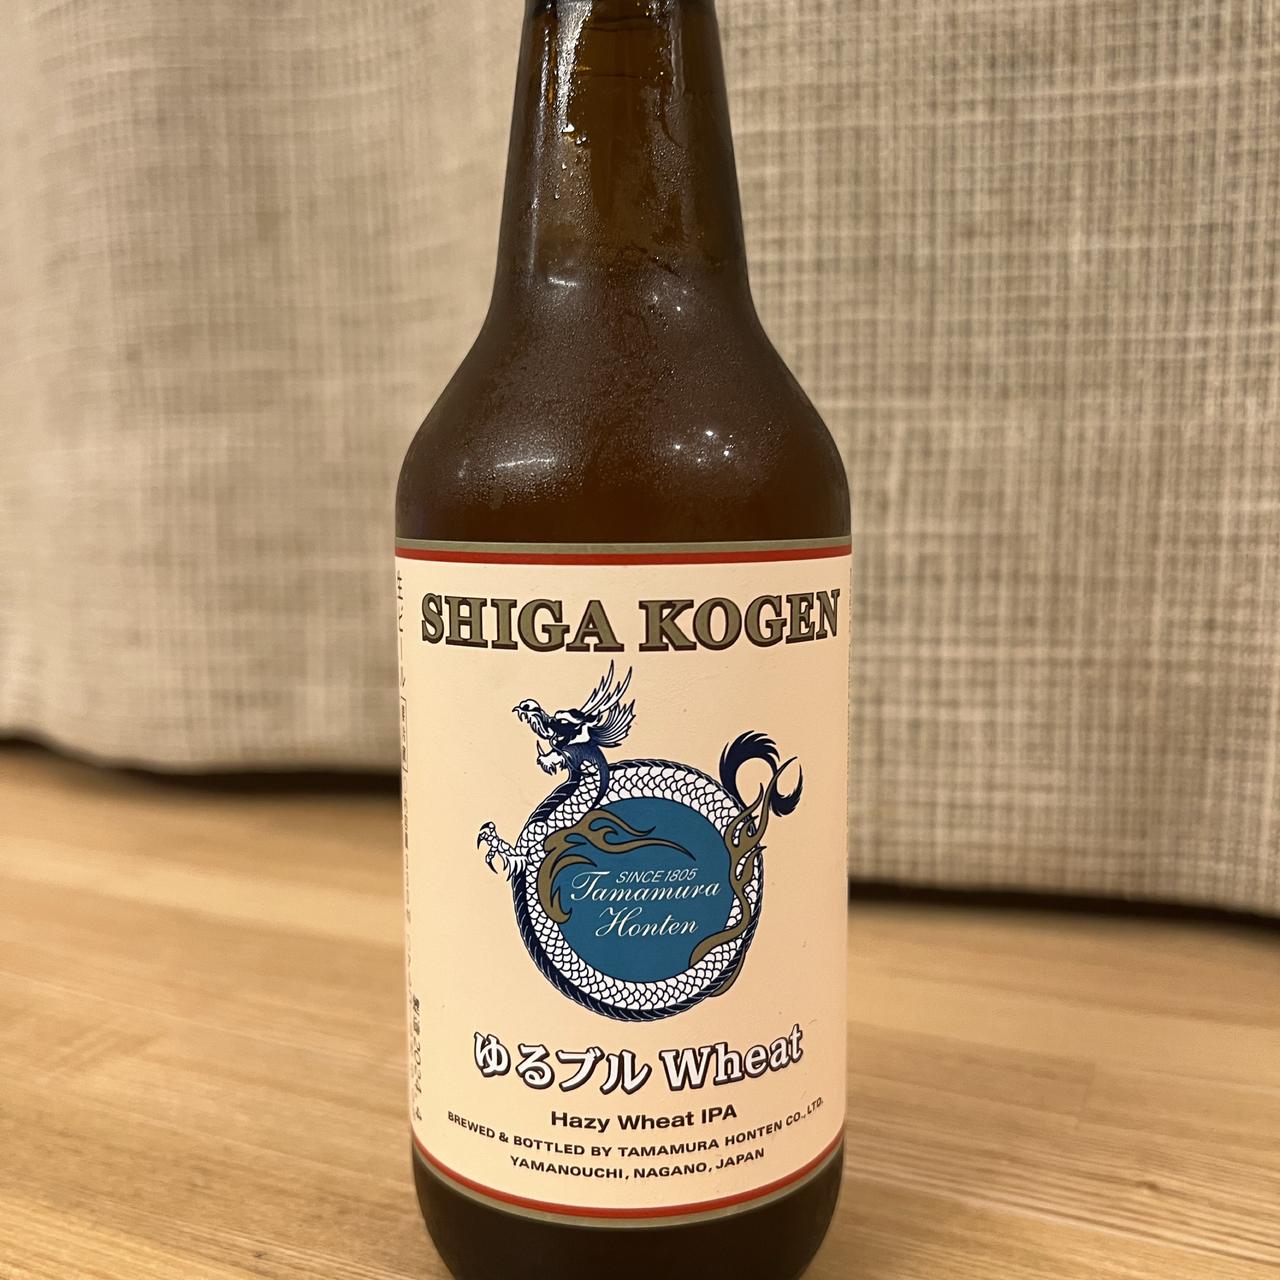 SHIGA KOGEN
SINCE 1805
Tamamura
Honten
ゆるブル Wheat
Hazy Wheat IPA
BREWED & BOTTLED BY TAMAMURA HONTEN CO., LTD.
YAMANOUCHI, NAGANO, JAPAN